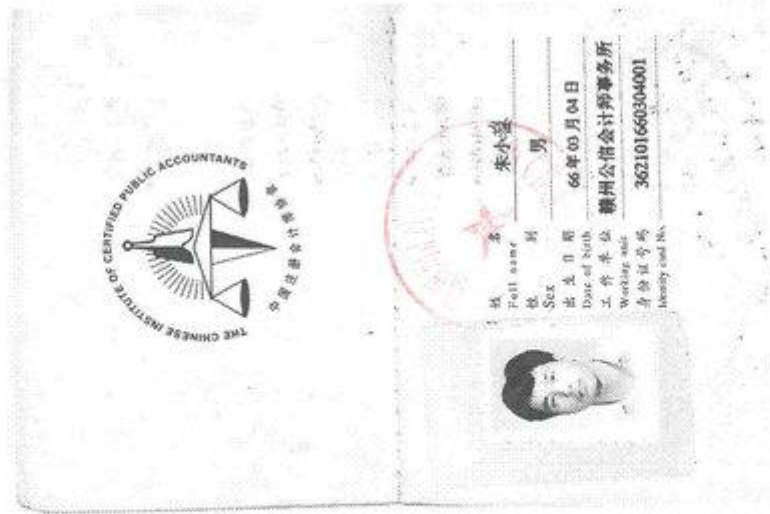 THE CHINESE INSTITUTE OF CERTIFIED PUBLIC ACCOUNTANTS
中国注册会计师协会
姓名 朱小
Full name
性别 男
Sex
出生日期 66年03月04日
Date of birth
工作单位 赣州公信会计师事务所
Working unit
身份证号码 362101660304001
Identity card No.